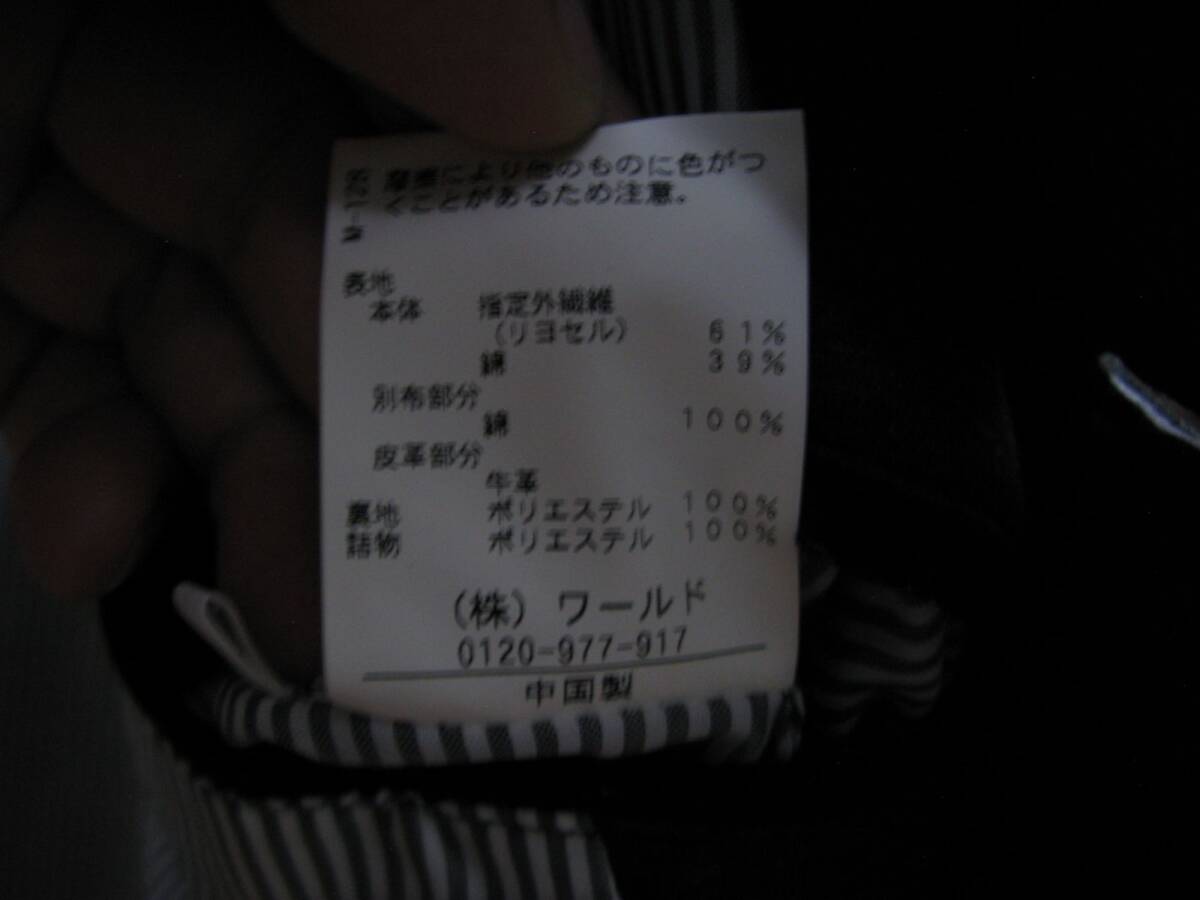 摩擦により他のものに色がつ
くことがあるため注意。
表地
本体 指定外繊維
（リヨセル） 61%
綿 39%
別布部分
綿 100%
皮革部分
牛革
裏地 ポリエステル 100%
詰物 ポリエステル 100%
（株）ワールド
0120-977-917
中国製